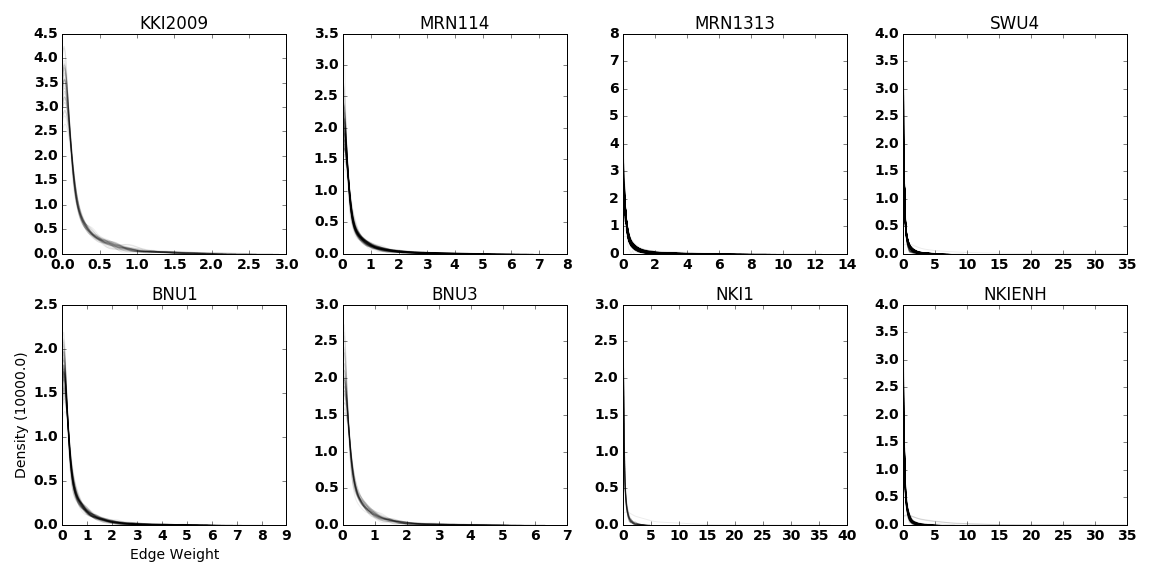 KKI2009 MRN114 MRN1313 SWU4
4.5 3.5 8 4.0
4.0 3.0 7 3.5
3.5 2.5 6 3.0
3.0 2.0 5 2.5
2.5 1.5 4 2.0
2.0 1.0 3 1.5
1.5 0.5 2 1.0
1.0 0.0 1 0.5
0.5 0 0.0
0.0
0.0 0.5 1.0 1.5 2.0 2.5 3.0 0 1 2 3 4 5 6 7 8 0 2 4 6 8 10 12 14 0 5 10 15 20 25 30 35
BNU1 BNU3 NKI1 NKIENH
2.5 3.0 3.0 4.0
2.0 2.5 2.5 3.5
1.5 2.0 2.0 3.0
1.0 1.5 1.5 2.5
0.5 1.0 1.0 2.0
0.0 0.5 0.5 1.5
0.0 0.0 1.0
0.5
0.0
Density (10000.0)
0 1 2 3 4 5 6 7 8 9 0 1 2 3 4 5 6 7 0 5 10 15 20 25 30 35 40 0 5 10 15 20 25 30 35
Edge Weight